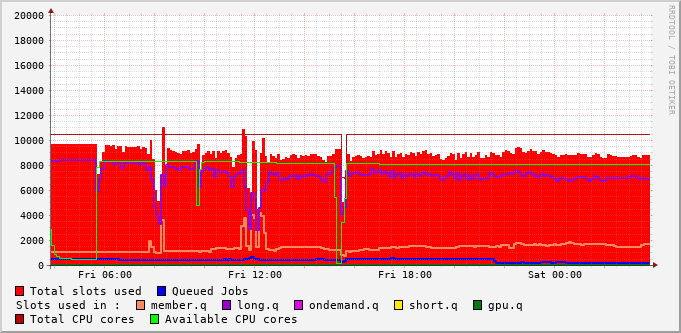 20000
18000
16000
14000
12000
10000
8000
6000
4000
2000
0
Fri 06:00 Fri 12:00 Fri 18:00 Sat 00:00
Total slots used Queued Jobs
Slots used in : member.q long.q ondemand.q short.q gpu.q
Total CPU cores Available CPU cores
RRDTOOL / TOBI OETIKER